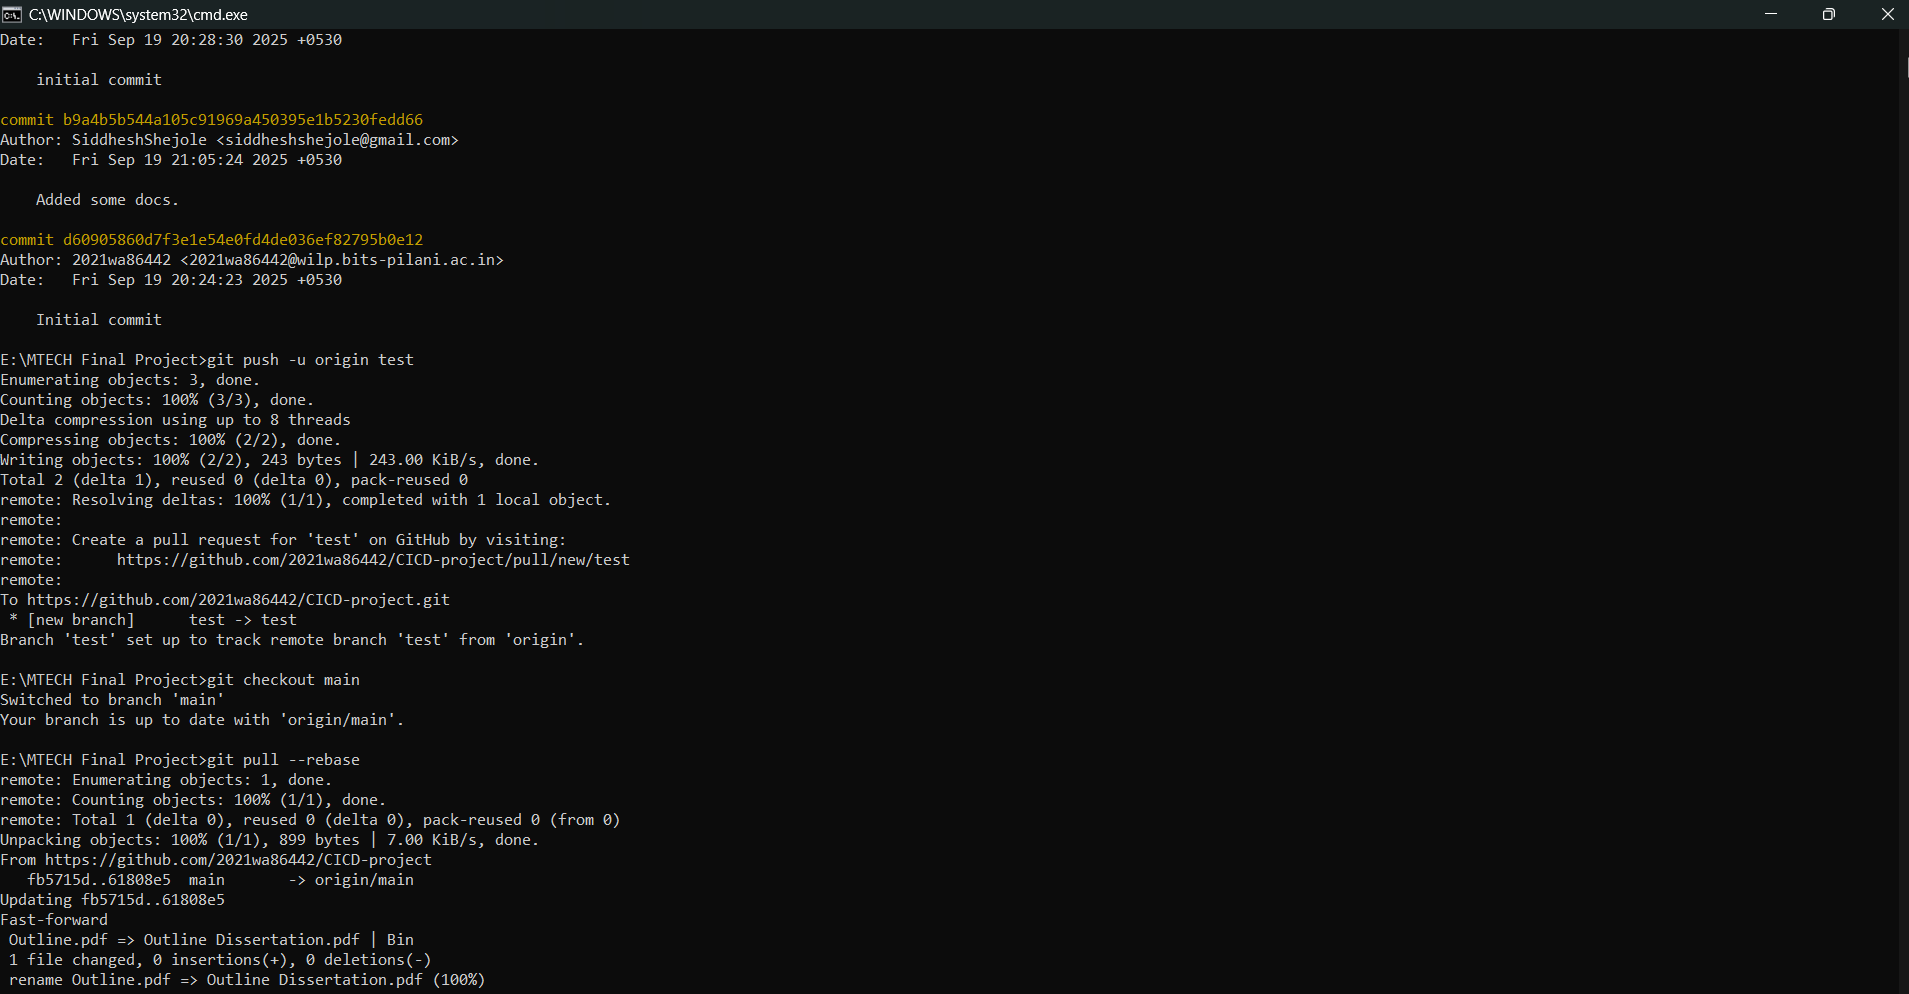 C:\WINDOWS\system32\cmd.exe
Date:   Fri Sep 19 20:28:30 2025 +0530
    initial commit
commit b9a4b5b544a105c91969a450395e1b5230fedd66
Author: SiddheshShejole <siddheshshejole@gmail.com>
Date:   Fri Sep 19 21:05:24 2025 +0530
    Added some docs.
commit d60905860d7f3e1e54e0fd4de036ef82795b0e12
Author: 2021wa86442 <2021wa86442@wilp.bits-pilani.ac.in>
Date:   Fri Sep 19 20:24:23 2025 +0530
    Initial commit
E:\MTECH Final Project>git push -u origin test
Enumerating objects: 3, done.
Counting objects: 100% (3/3), done.
Delta compression using up to 8 threads
Compressing objects: 100% (2/2), done.
Writing objects: 100% (2/2), 243 bytes | 243.00 KiB/s, done.
Total 2 (delta 1), reused 0 (delta 0), pack-reused 0
remote: Resolving deltas: 100% (1/1), completed with 1 local object.
remote:
remote: Create a pull request for 'test' on GitHub by visiting:
remote:      https://github.com/2021wa86442/CICD-project/pull/new/test
remote:
To https://github.com/2021wa86442/CICD-project.git
 * [new branch]      test -> test
Branch 'test' set up to track remote branch 'test' from 'origin'.
E:\MTECH Final Project>git checkout main
Switched to branch 'main'
Your branch is up to date with 'origin/main'.
E:\MTECH Final Project>git pull --rebase
remote: Enumerating objects: 1, done.
remote: Counting objects: 100% (1/1), done.
remote: Total 1 (delta 0), reused 0 (delta 0), pack-reused 0 (from 0)
Unpacking objects: 100% (1/1), 899 bytes | 7.00 KiB/s, done.
From https://github.com/2021wa86442/CICD-project
   fb5715d..61808e5  main       -> origin/main
Updating fb5715d..61808e5
Fast-forward
 Outline.pdf => Outline Dissertation.pdf | Bin
 1 file changed, 0 insertions(+), 0 deletions(-)
 rename Outline.pdf => Outline Dissertation.pdf (100%)